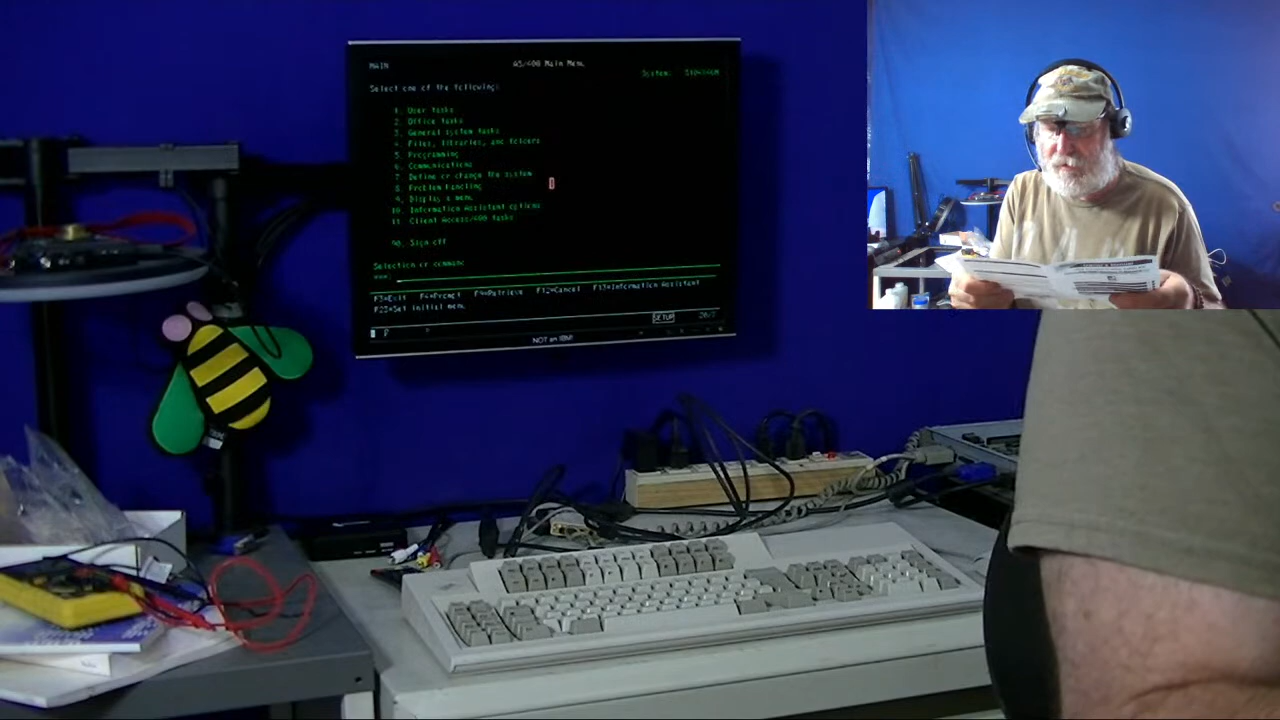 MAIN AS/400 Main Menu
System:
Select one of the following:
1. User tasks
2. Office tasks
3. General system tasks
4. Files, libraries, and folders
5. Programming
6. Communications
7. Define or change the system
8. Problem handling
9. Display a menu
10. Information Assistant options
11. Client Access/400 tasks
90. Sign off
Selection or command
===>
F3=Exit F4=Prompt F9=Retrieve F12=Cancel F13=Information Assistant
F23=Set initial menu
SETUP 20/7
NOT an IBM!